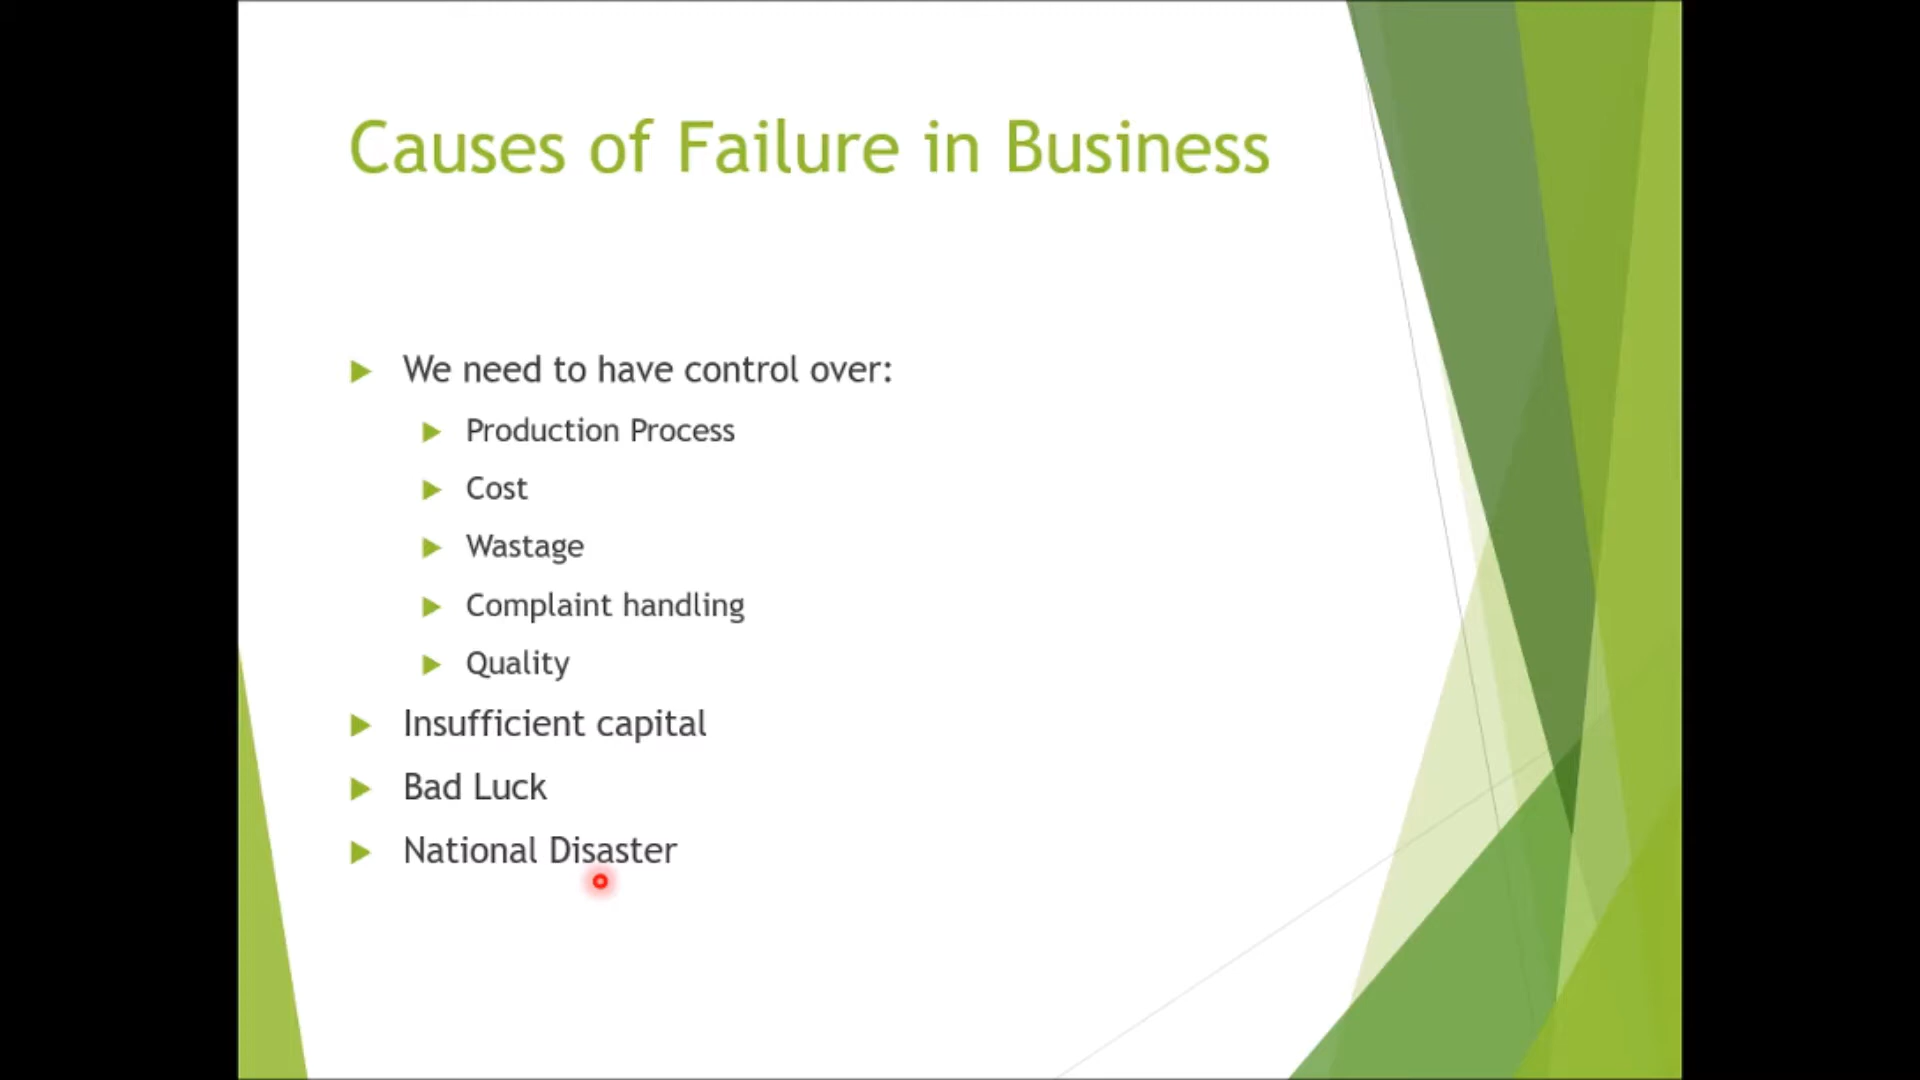 Causes of Failure in Business
We need to have control over:
Production Process
Cost
Wastage
Complaint handling
Quality
Insufficient capital
Bad Luck
National Disaster